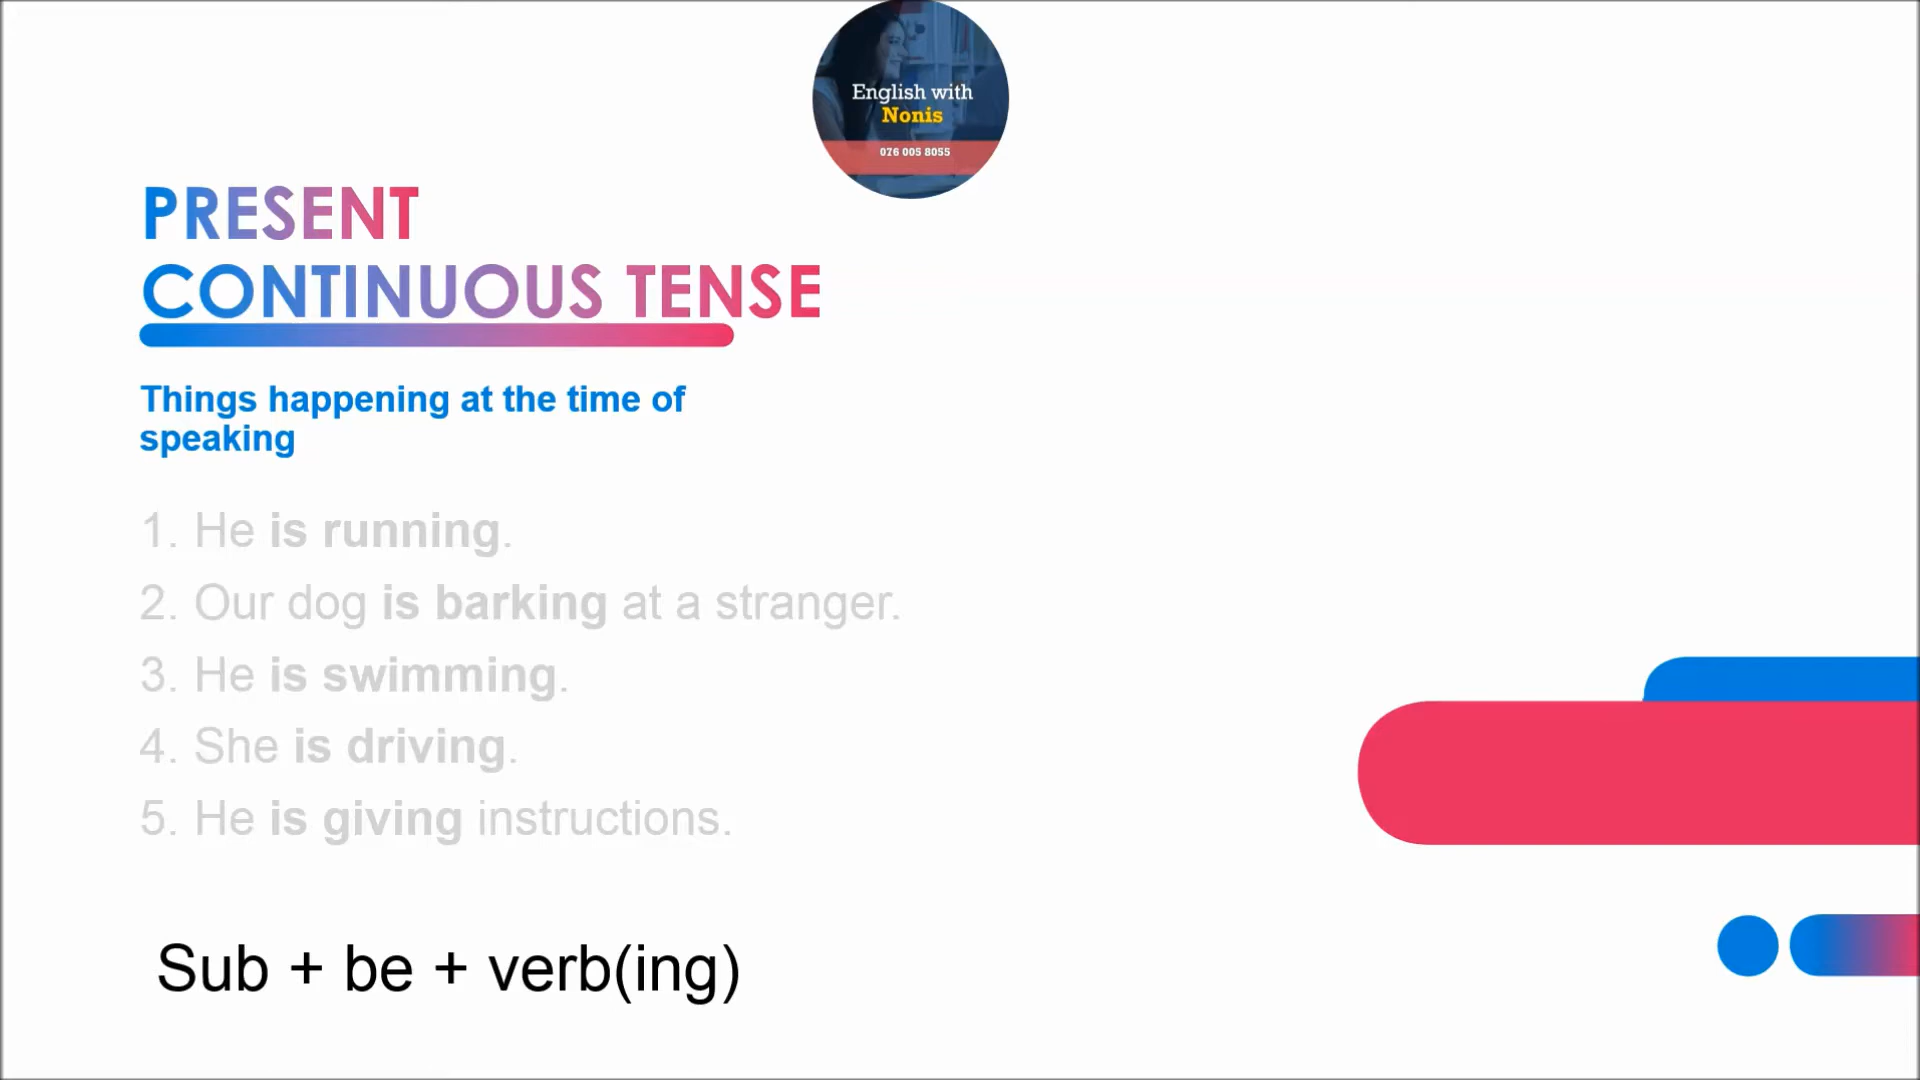 English with
Nonis
076 005 8055
PRESENT
CONTINUOUS TENSE
Things happening at the time of
speaking
1. He is running.
2. Our dog is barking at a stranger.
3. He is swimming.
4. She is driving.
5. He is giving instructions.
Sub + be + verb(ing)